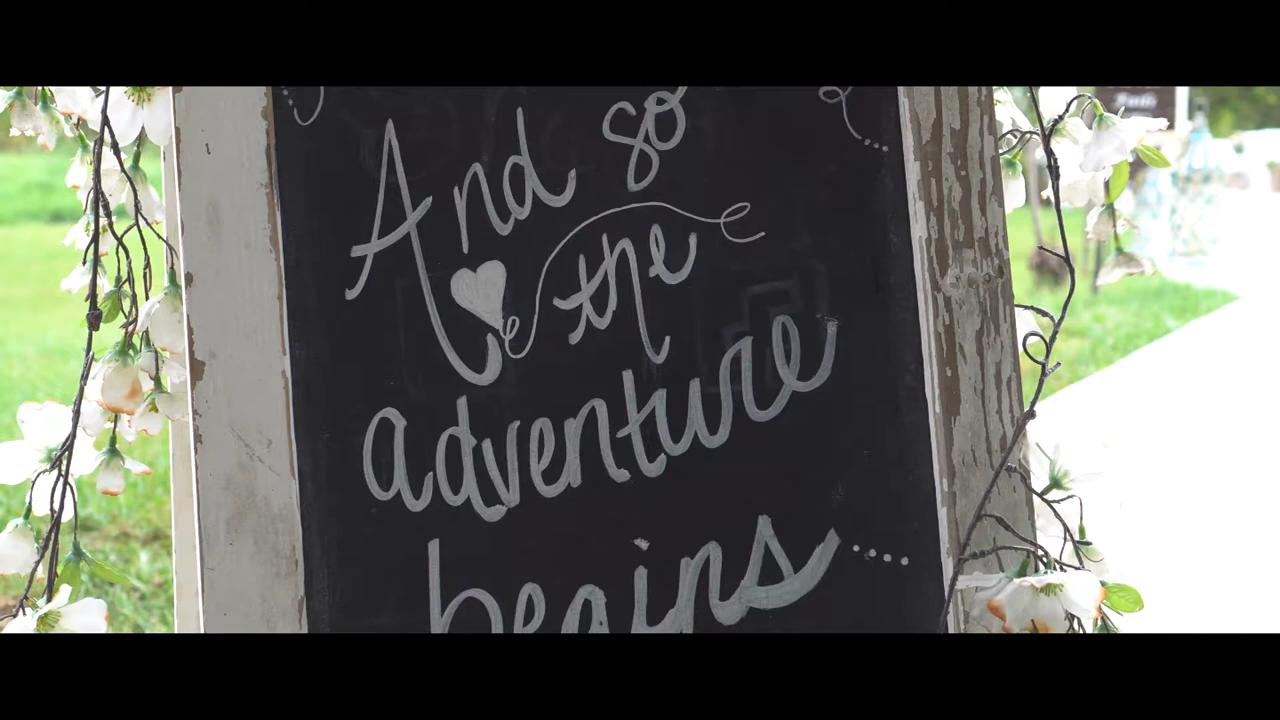 And so
the
adventure
begins....